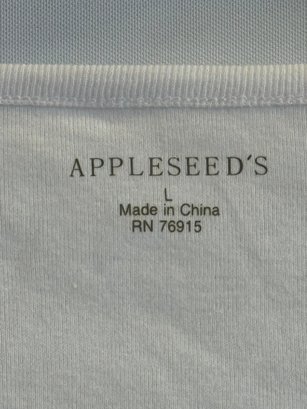 APPLESEED'S
L
Made in China
RN 76915